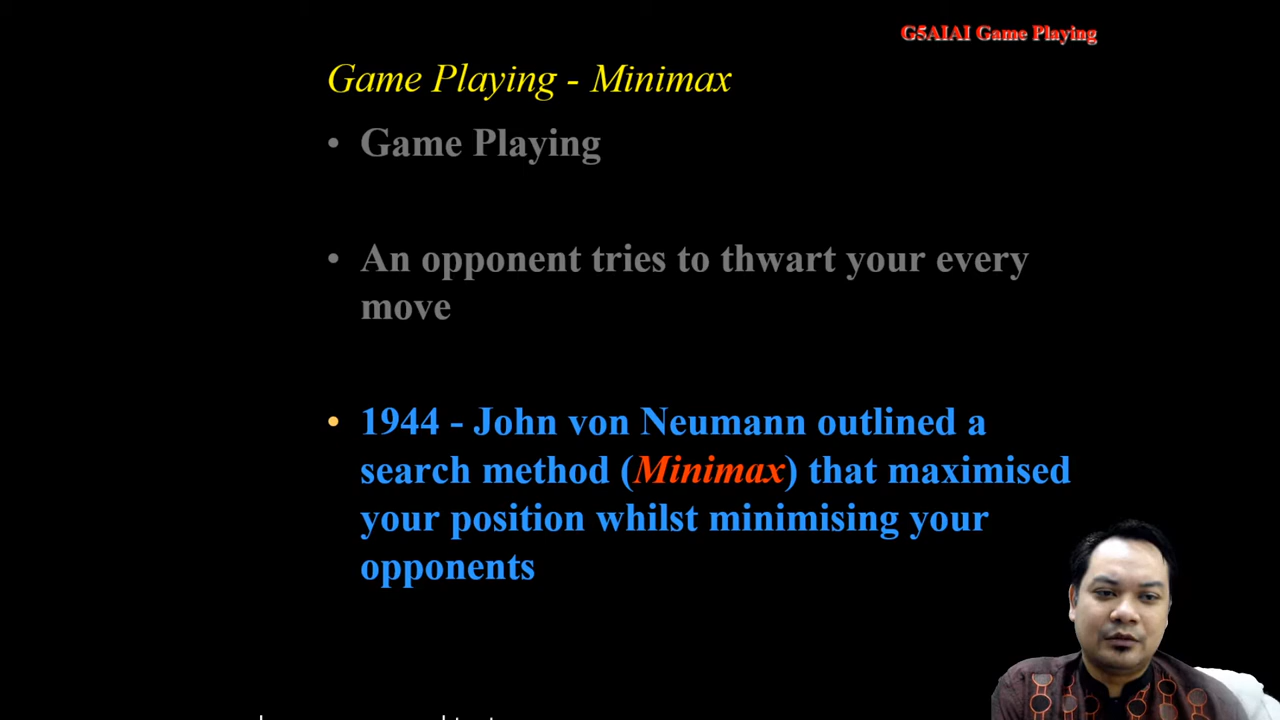 G5AIAI Game Playing
Game Playing - Minimax
• Game Playing
• An opponent tries to thwart your every
move
• 1944 - John von Neumann outlined a
search method (Minimax) that maximised
your position whilst minimising your
opponents